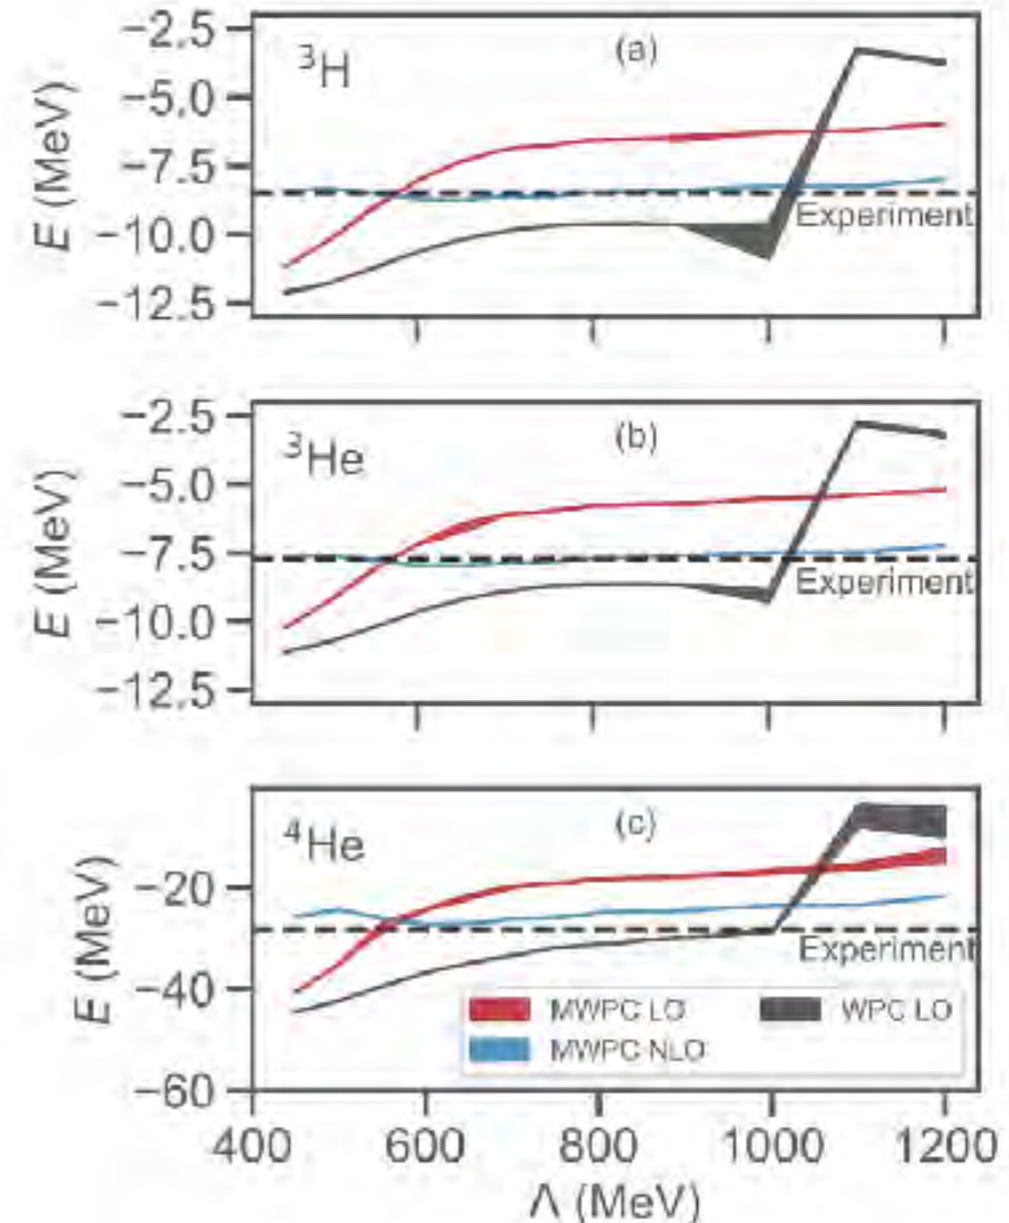 −2.5
³H
(a)
−5.0
−7.5
E (MeV)
Experiment
−10.0
−12.5
−2.5
³He
(b)
−5.0
−7.5
E (MeV)
Experiment
−10.0
−12.5
⁴He
(c)
−20
E (MeV)
Experiment
−40
MWPC LO
WPC LO
MWPC NLO
−60
400 600 800 1000 1200
Λ (MeV)